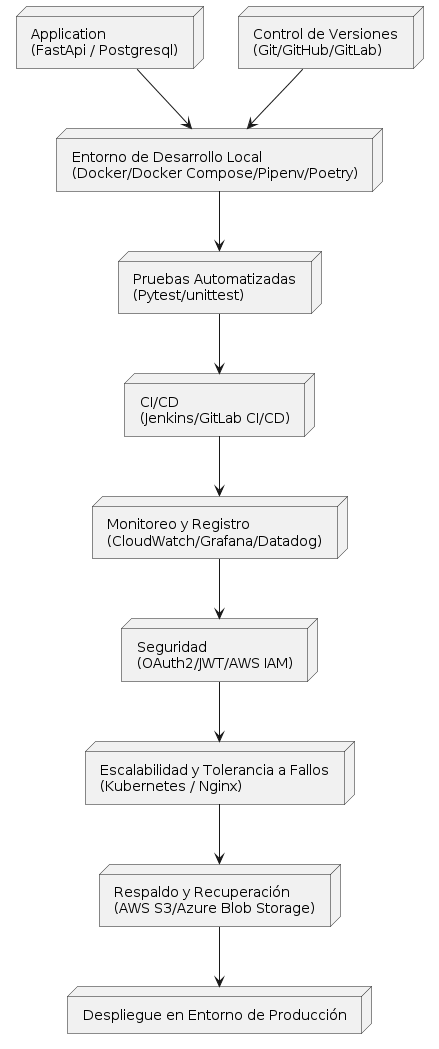 Application
(FastApi / Postgresql)
Control de Versiones
(Git/GitHub/GitLab)
Entorno de Desarrollo Local
(Docker/Docker Compose/Pipenv/Poetry)
Pruebas Automatizadas
(Pytest/unittest)
CI/CD
(Jenkins/GitLab CI/CD)
Monitoreo y Registro
(CloudWatch/Grafana/Datadog)
Seguridad
(OAuth2/JWT/AWS IAM)
Escalabilidad y Tolerancia a Fallos
(Kubernetes / Nginx)
Respaldo y Recuperación
(AWS S3/Azure Blob Storage)
Despliegue en Entorno de Producción